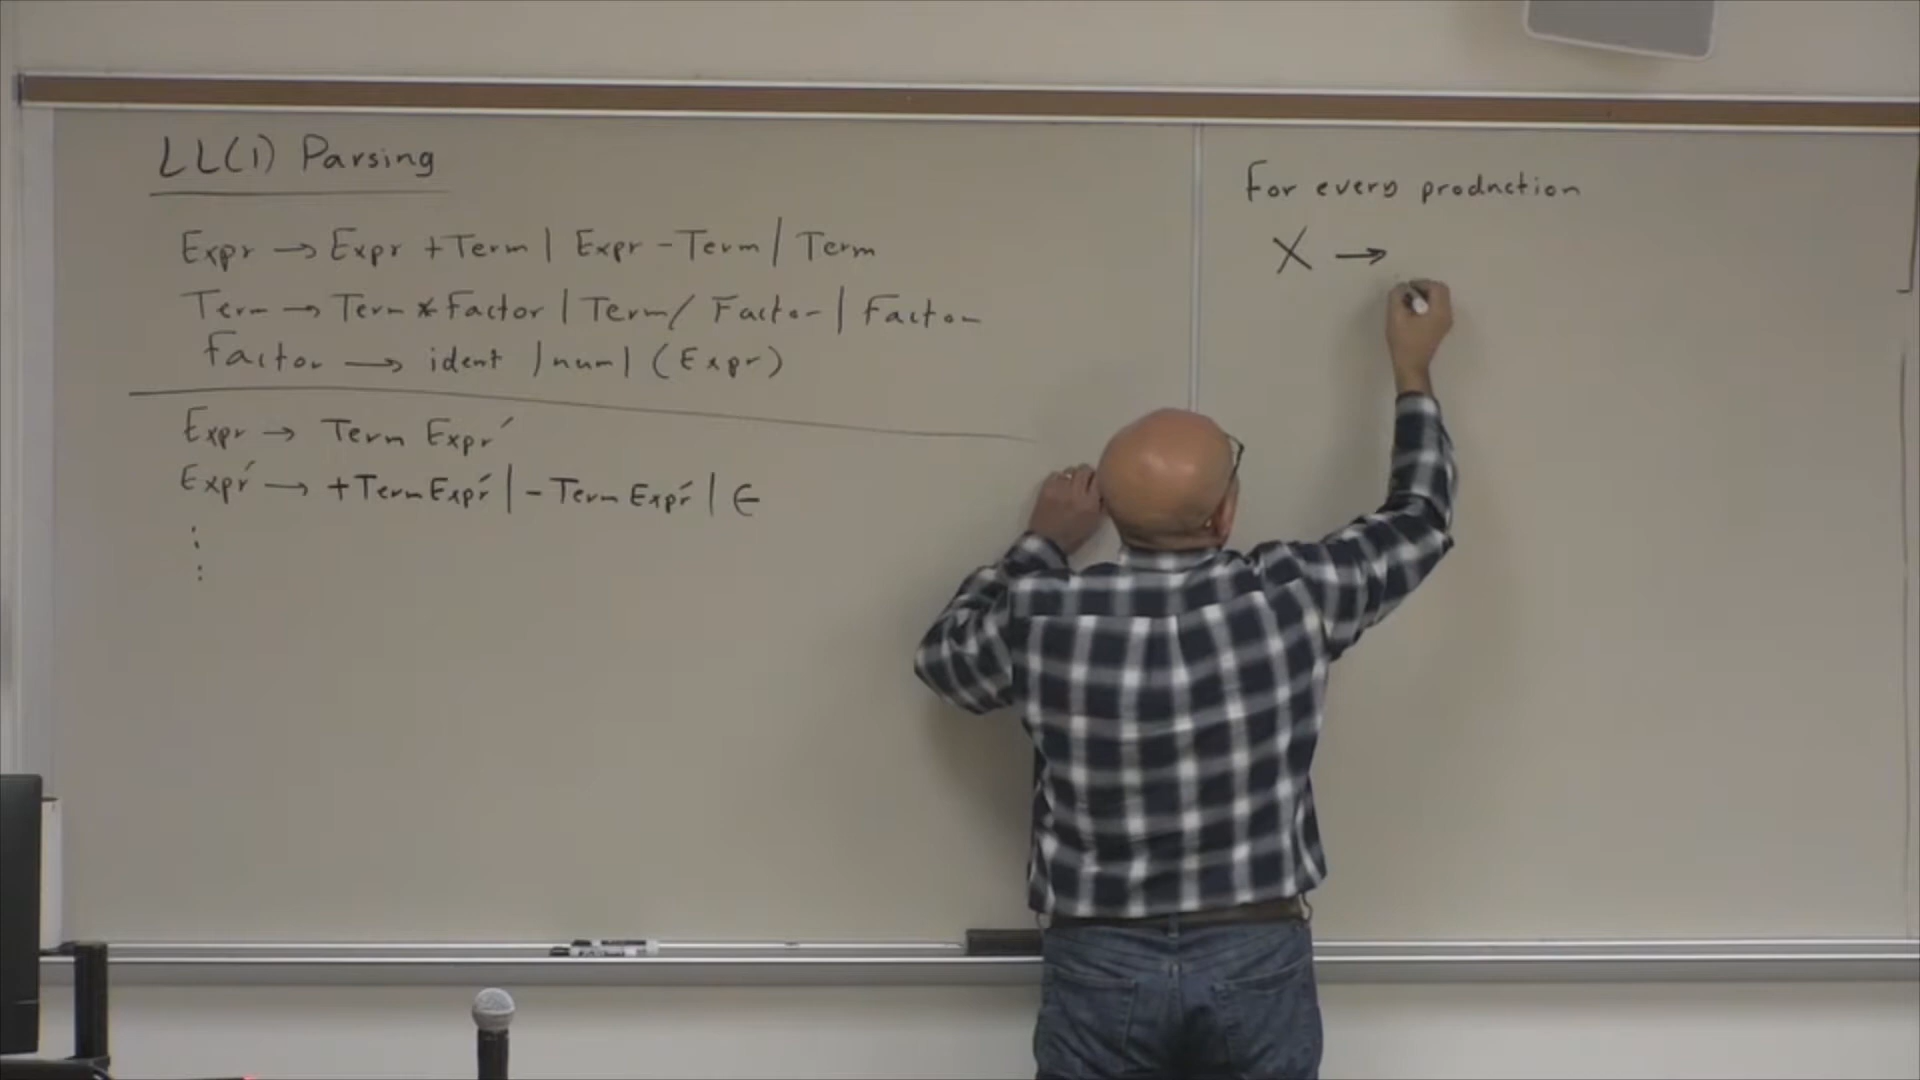 LL(1) Parsing
Expr → Expr + Term | Expr - Term | Term
Term → Term * Factor | Term / Factor | Factor
Factor → ident | num | (Expr)
Expr → Term Expr′
Expr′ → + Term Expr′ | - Term Expr′ | ∈
⋮
For every production
X →